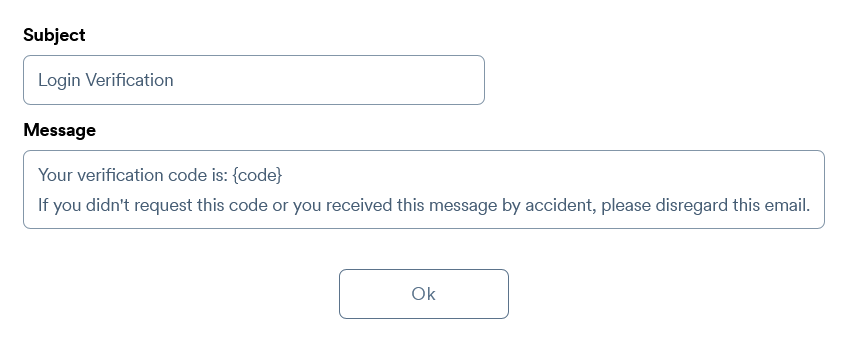 Subject
Login Verification
Message
Your verification code is: {code}
If you didn't request this code or you received this message by accident, please disregard this email.
Ok